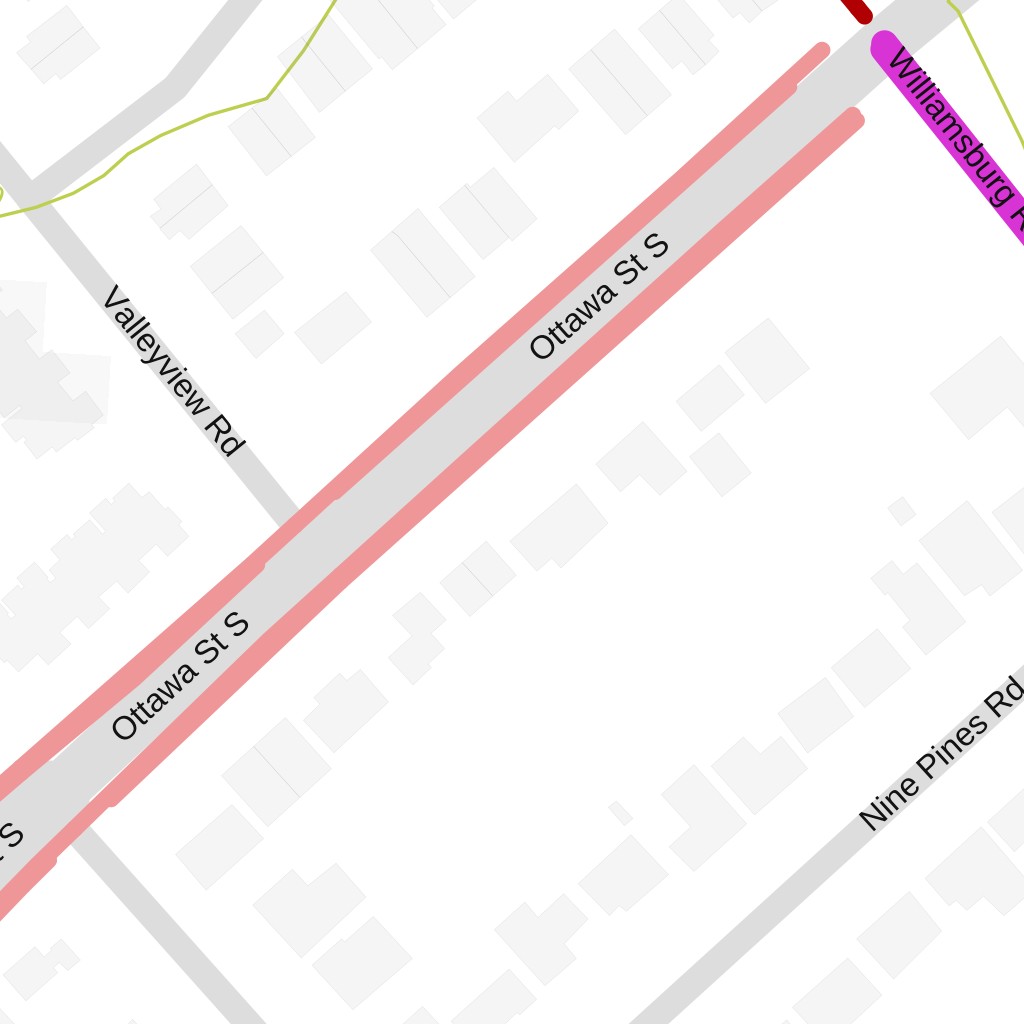 Williamsburg R
Ottawa St S
Valleyview Rd
Ottawa St S
Nine Pines Rd
S